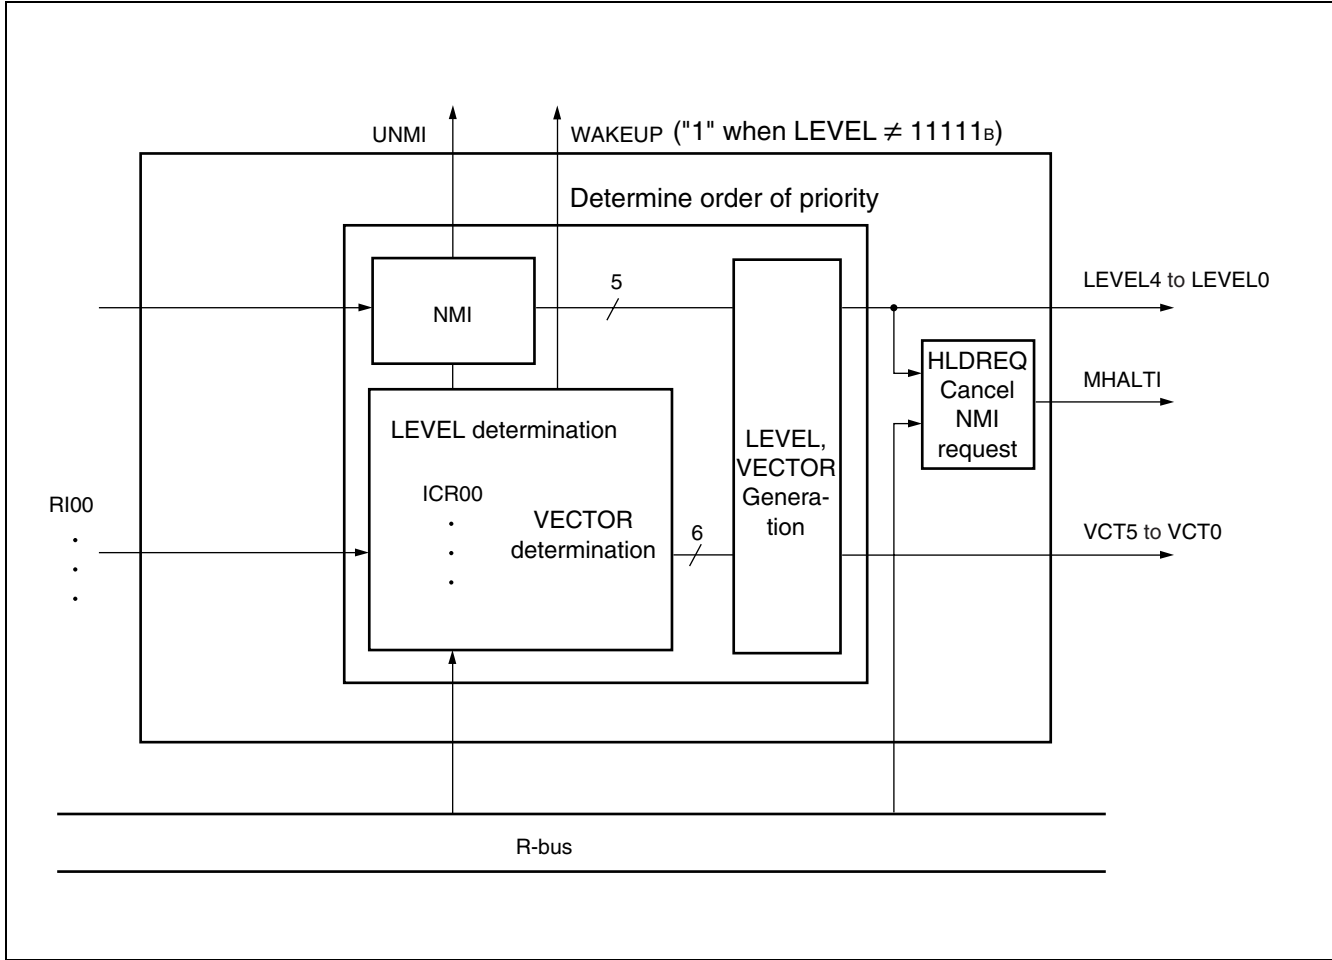 UNMI
WAKEUP ("1" when LEVEL ≠ 11111B)
Determine order of priority
5
LEVEL4 to LEVEL0
NMI
HLDREQ
Cancel
NMI
request
MHALTI
LEVEL determination
LEVEL,
VECTOR
Genera-
tion
RI00
ICR00
VECTOR
determination
6
VCT5 to VCT0
R-bus